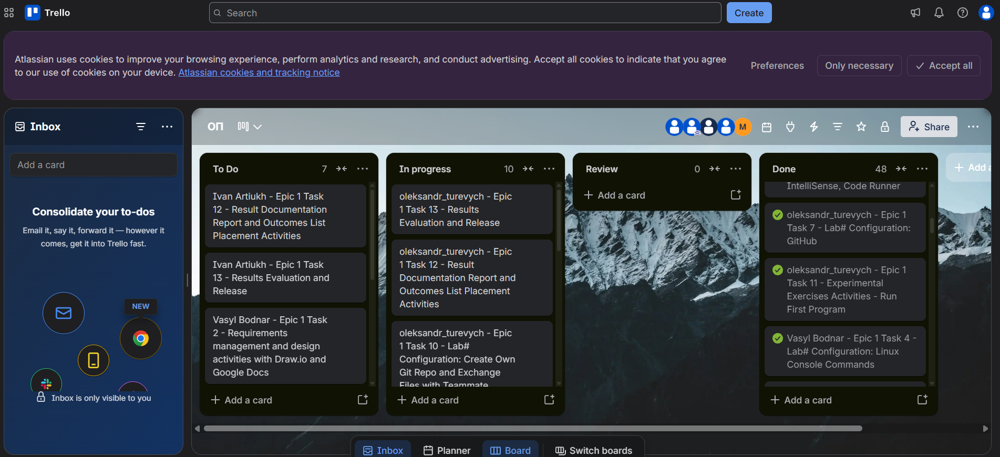 Trello
Search
Create
Atlassian uses cookies to improve your browsing experience, perform analytics and research, and conduct advertising. Accept all cookies to indicate that you agree
to our use of cookies on your device. Atlassian cookies and tracking notice
Preferences
Only necessary
Accept all
Inbox
Add a card
Consolidate your to-dos
Email it, say it, forward it — however it
comes, get it into Trello fast.
NEW
Inbox is only visible to you
ОП
M
Share
To Do 7
Ivan Artiukh - Epic 1 Task
12 - Result Documentation
Report and Outcomes List
Placement Activities
Ivan Artiukh - Epic 1 Task
13 - Results Evaluation and
Release
Vasyl Bodnar - Epic 1 Task
2 - Requirements
management and design
activities with Draw.io and
Google Docs
Add a card
In progress 10
oleksandr_turevych - Epic
1 Task 13 - Results
Evaluation and Release
oleksandr_turevych - Epic
1 Task 12 - Result
Documentation Report and
Outcomes List Placement
Activities
oleksandr_turevych - Epic
1 Task 10 - Lab#
Configuration: Create Own
Git Repo and Exchange
Files with Teammate
Add a card
Review 0
Add a card
Done 48
IntelliSense, Code Runner
oleksandr_turevych - Epic 1
Task 7 - Lab# Configuration:
GitHub
oleksandr_turevych - Epic 1
Task 11 - Experimental
Exercises Activities - Run
First Program
Vasyl Bodnar - Epic 1 Task 4 -
Lab# Configuration: Linux
Console Commands
Add a card
Add
Inbox
Planner
Board
Switch boards